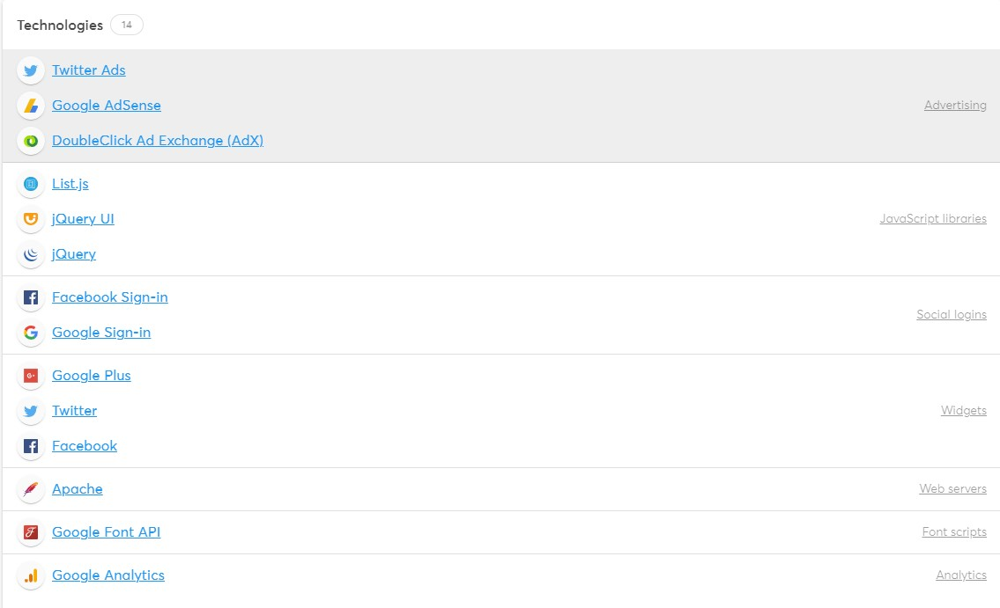 Technologies 14
Twitter Ads
Google AdSense
Advertising
DoubleClick Ad Exchange (AdX)
List.js
jQuery UI
JavaScript libraries
jQuery
Facebook Sign-in
Social logins
Google Sign-in
Google Plus
Twitter
Widgets
Facebook
Apache
Web servers
Google Font API
Font scripts
Google Analytics
Analytics